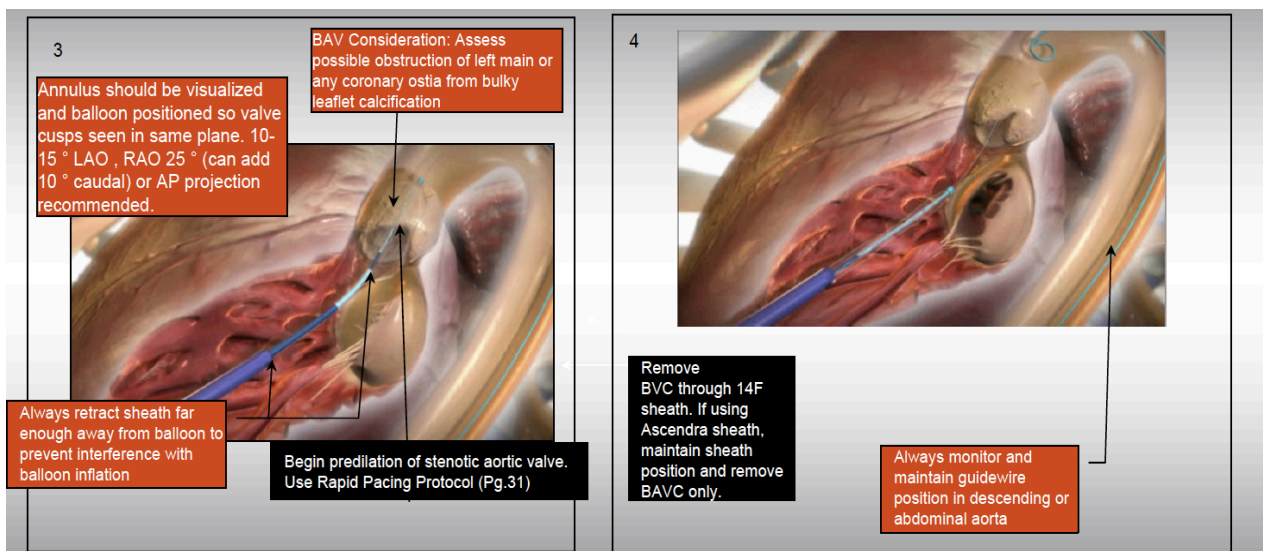 3
BAV Consideration: Assess
possible obstruction of left main or
any coronary ostia from bulky
leaflet calcification
Annulus should be visualized
and balloon positioned so valve
cusps seen in same plane. 10-
15 ° LAO , RAO 25 ° (can add
10 ° caudal) or AP projection
recommended.
Always retract sheath far
enough away from balloon to
prevent interference with
balloon inflation
Begin predilation of stenotic aortic valve.
Use Rapid Pacing Protocol (Pg.31)
4
Remove
BVC through 14F
sheath. If using
Ascendra sheath,
maintain sheath
position and remove
BAVC only.
Always monitor and
maintain guidewire
position in descending or
abdominal aorta